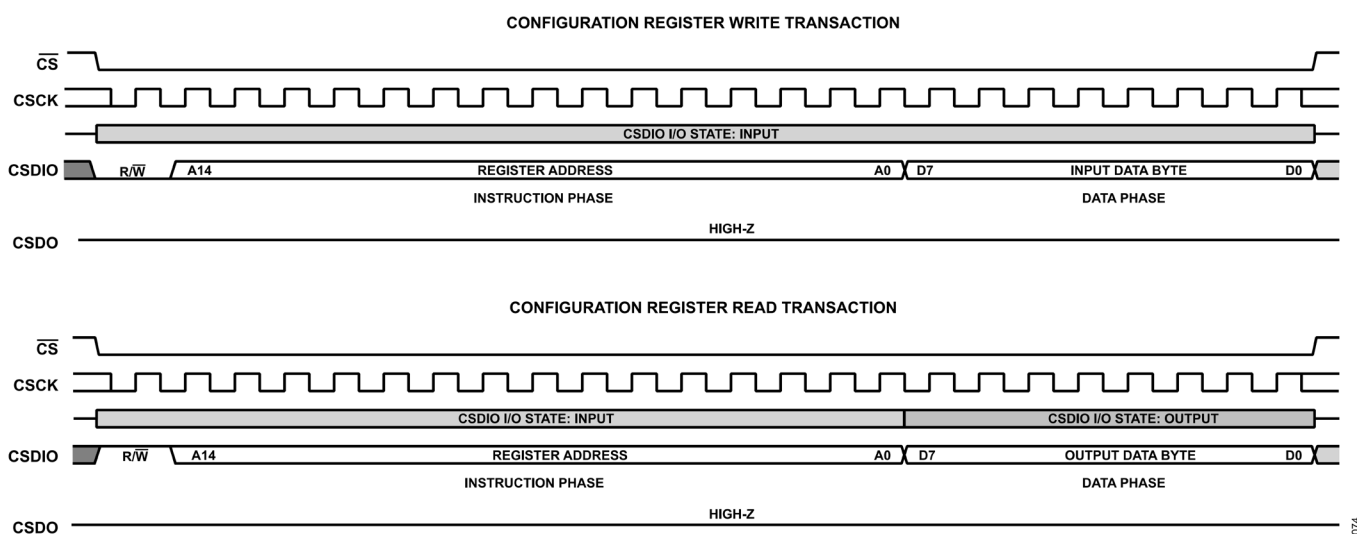 CONFIGURATION REGISTER WRITE TRANSACTION
CS
CSCK
CSDIO I/O STATE: INPUT
CSDIO R/W A14 REGISTER ADDRESS A0 D7 INPUT DATA BYTE D0
INSTRUCTION PHASE DATA PHASE
HIGH-Z
CSDO
CONFIGURATION REGISTER READ TRANSACTION
CS
CSCK
CSDIO I/O STATE: INPUT CSDIO I/O STATE: OUTPUT
CSDIO R/W A14 REGISTER ADDRESS A0 D7 OUTPUT DATA BYTE D0
INSTRUCTION PHASE DATA PHASE
HIGH-Z
CSDO